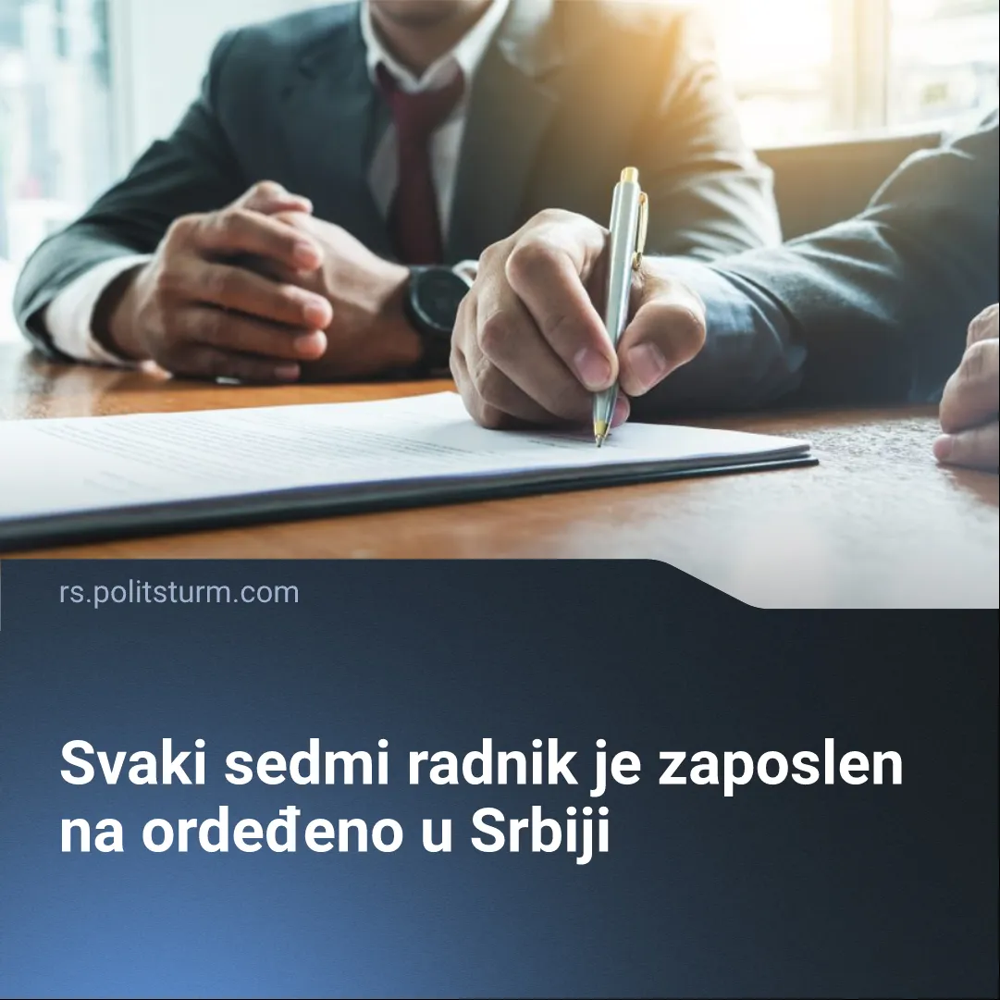 rs.politsturm.com
Svaki sedmi radnik je zaposlen
na ordeđeno u Srbiji